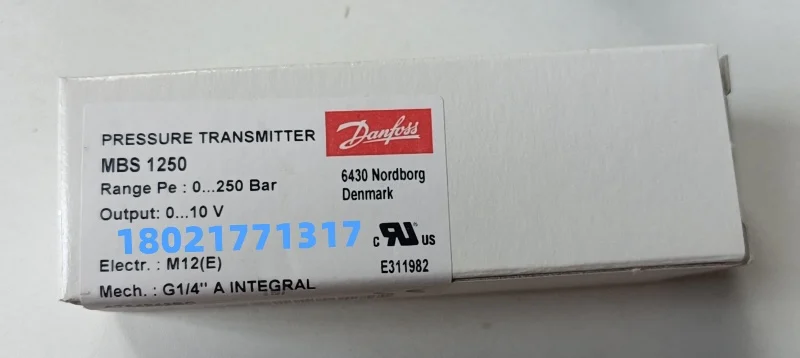 PRESSURE TRANSMITTER
MBS 1250
Range Pe : 0...250 Bar
Output: 0...10 V
18021771317
Electr. : M12(E)
Mech. : G1/4" A INTEGRAL
Danfoss
6430 Nordborg
Denmark
c RU US
E311982